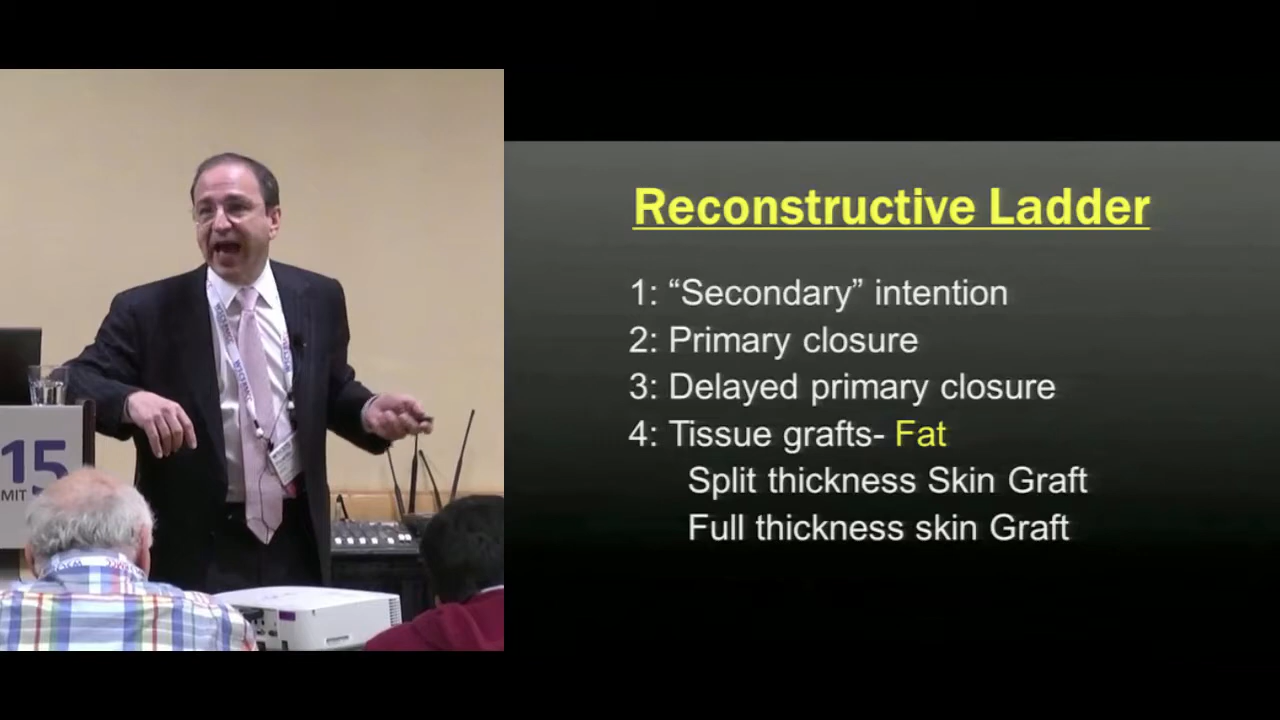 Reconstructive Ladder
1: “Secondary” intention
2: Primary closure
3: Delayed primary closure
4: Tissue grafts- Fat
Split thickness Skin Graft
Full thickness skin Graft
15
MIT